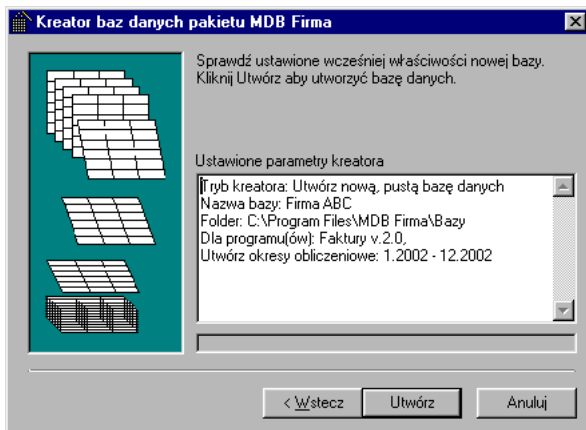 Kreator baz danych pakietu MDB Firma
Sprawdź ustawione wcześniej właściwości nowej bazy.
Kliknij Utwórz aby utworzyć bazę danych.
Ustawione parametry kreatora
Tryb kreatora: Utwórz nową, pustą bazę danych
Nazwa bazy: Firma ABC
Folder: C:\Program Files\MDB Firma\Bazy
Dla programu(ów): Faktury v.2.0,
Utwórz okresy obliczeniowe: 1.2002 - 12.2002
< Wstecz Utwórz Anuluj